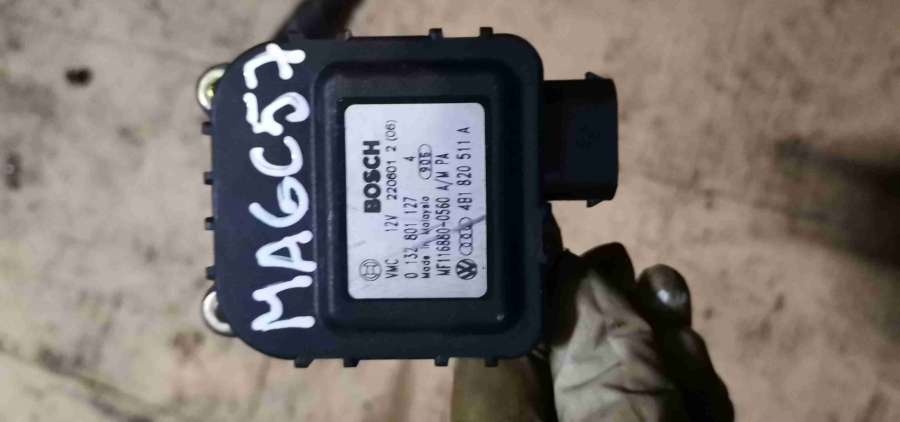 MAGC57
BOSCH
12V 220601 2 (06)
VMC
0 132 801 127 4
Made in Malaysia 906
MF116880-0560 A/M PA
4B1 820 511 A